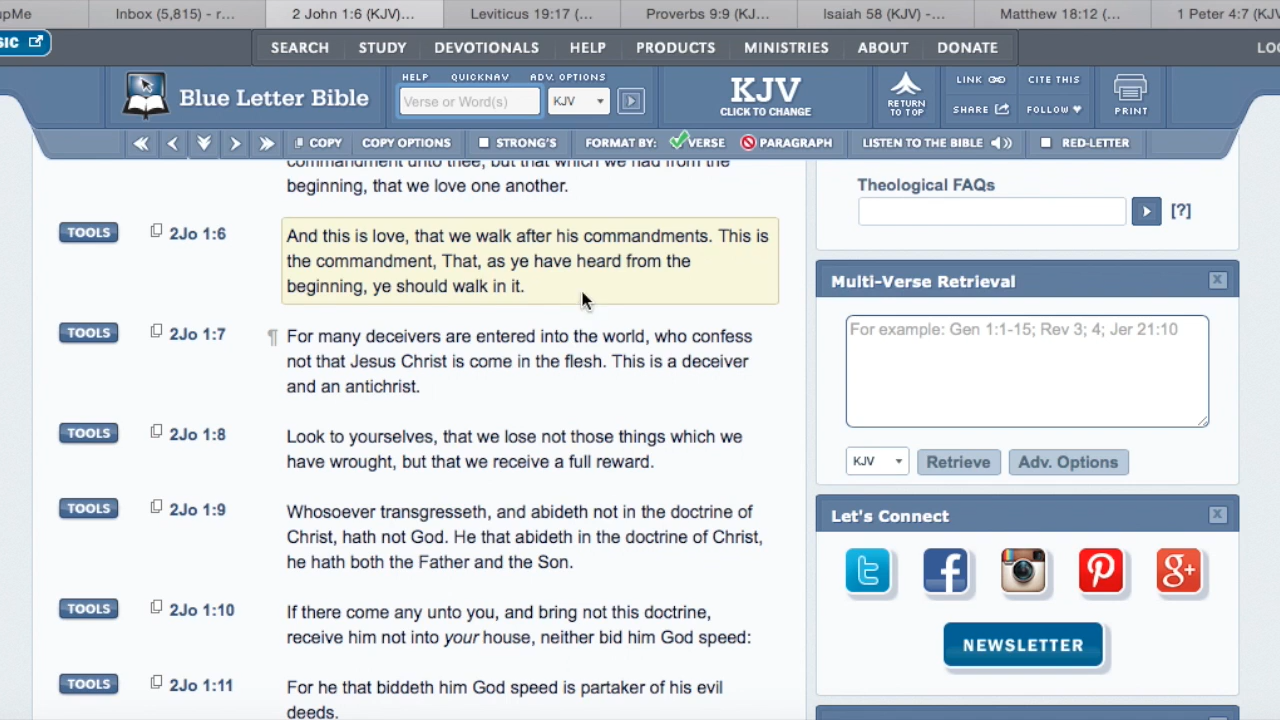 upMe
Inbox (5,815) - r...
2 John 1:6 (KJV)...
Leviticus 19:17 (...
Proverbs 9:9 (KJ...
Isaiah 58 (KJV) -...
Matthew 18:12 (...
1 Peter 4:7 (KJV
SIC
SEARCH
STUDY
DEVOTIONALS
HELP
PRODUCTS
MINISTRIES
ABOUT
DONATE
LO
Blue Letter Bible
HELP
QUICKNAV
ADV. OPTIONS
Verse or Word(s)
KJV
KJV
CLICK TO CHANGE
RETURN
TO TOP
LINK
CITE THIS
SHARE
FOLLOW
PRINT
COPY
COPY OPTIONS
STRONG'S
FORMAT BY:
VERSE
PARAGRAPH
LISTEN TO THE BIBLE
RED-LETTER
commandment unto thee, but that which we had from the
beginning, that we love one another.
TOOLS
2Jo 1:6
And this is love, that we walk after his commandments. This is
the commandment, That, as ye have heard from the
beginning, ye should walk in it.
TOOLS
2Jo 1:7
¶ For many deceivers are entered into the world, who confess
not that Jesus Christ is come in the flesh. This is a deceiver
and an antichrist.
TOOLS
2Jo 1:8
Look to yourselves, that we lose not those things which we
have wrought, but that we receive a full reward.
TOOLS
2Jo 1:9
Whosoever transgresseth, and abideth not in the doctrine of
Christ, hath not God. He that abideth in the doctrine of Christ,
he hath both the Father and the Son.
TOOLS
2Jo 1:10
If there come any unto you, and bring not this doctrine,
receive him not into your house, neither bid him God speed:
TOOLS
2Jo 1:11
For he that biddeth him God speed is partaker of his evil
deeds.
Theological FAQs
[?]
Multi-Verse Retrieval
X
For example: Gen 1:1-15; Rev 3; 4; Jer 21:10
KJV
Retrieve
Adv. Options
Let's Connect
X
NEWSLETTER